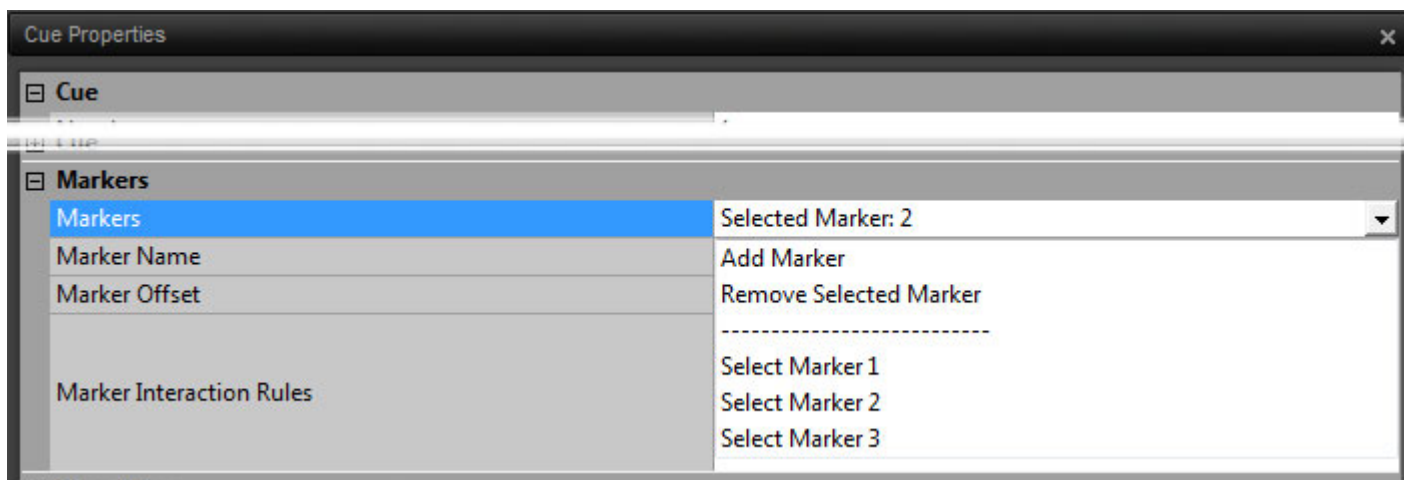 Cue Properties
Cue
Markers
Markers Selected Marker: 2
Marker Name Add Marker
Marker Offset Remove Selected Marker
---------------------------
Select Marker 1
Marker Interaction Rules Select Marker 2
Select Marker 3